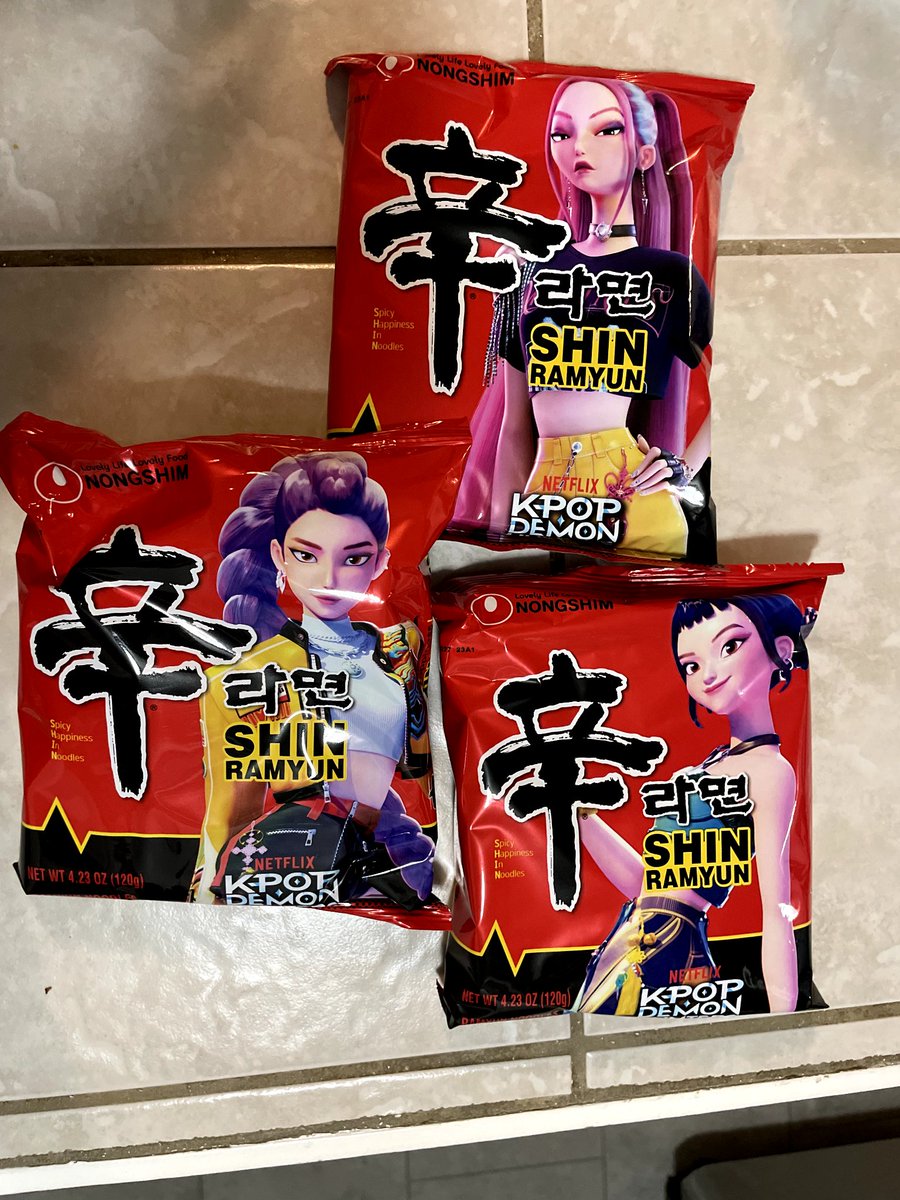 Lovely Life Lovely Food
NONGSHIM
辛
®
라면
Spicy
Happiness
In
Noodles
SHIN
RAMYUN
NETFLIX
KPOP
DEMON
Lovely Life Lovely Food
NONGSHIM
辛
®
라면
Spicy
Happiness
In
Noodles
SHIN
RAMYUN
NETFLIX
KPOP
DEMON
NET WT 4.23 OZ (120g)
Lovely Life
NONGSHIM
23A1
辛
®
라면
Spicy
Happiness
In
Noodles
SHIN
RAMYUN
NETFLIX
KPOP
DEMON
NET WT 4.23 OZ (120g)